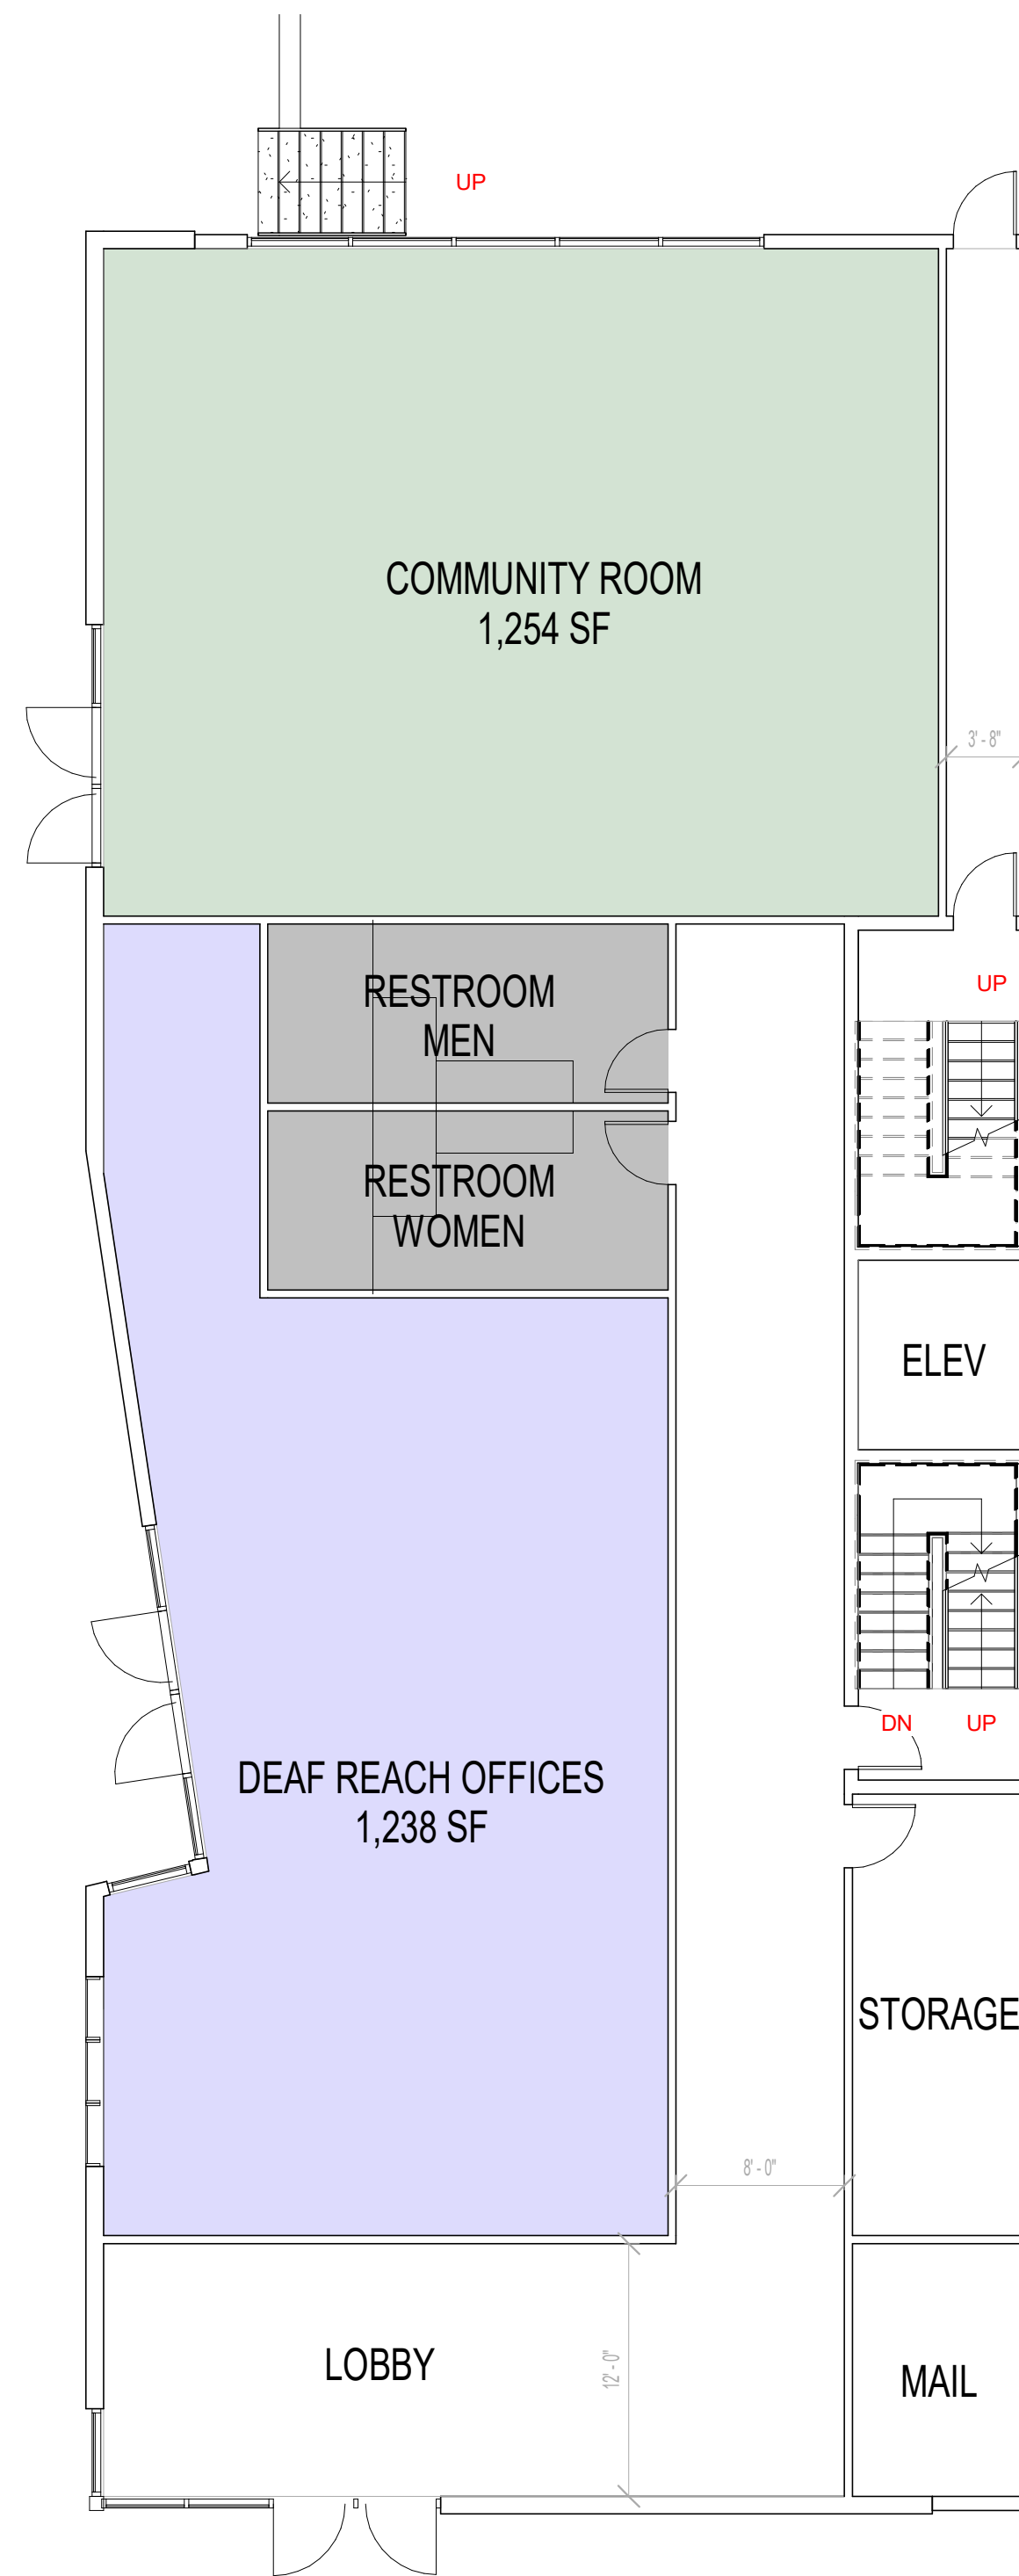 UP
COMMUNITY ROOM
1,254 SF
3' - 8"
RESTROOM
MEN
UP
RESTROOM
WOMEN
ELEV
DN
UP
DEAF REACH OFFICES
1,238 SF
STORAGE
8' - 0"
LOBBY
12' - 0"
MAIL